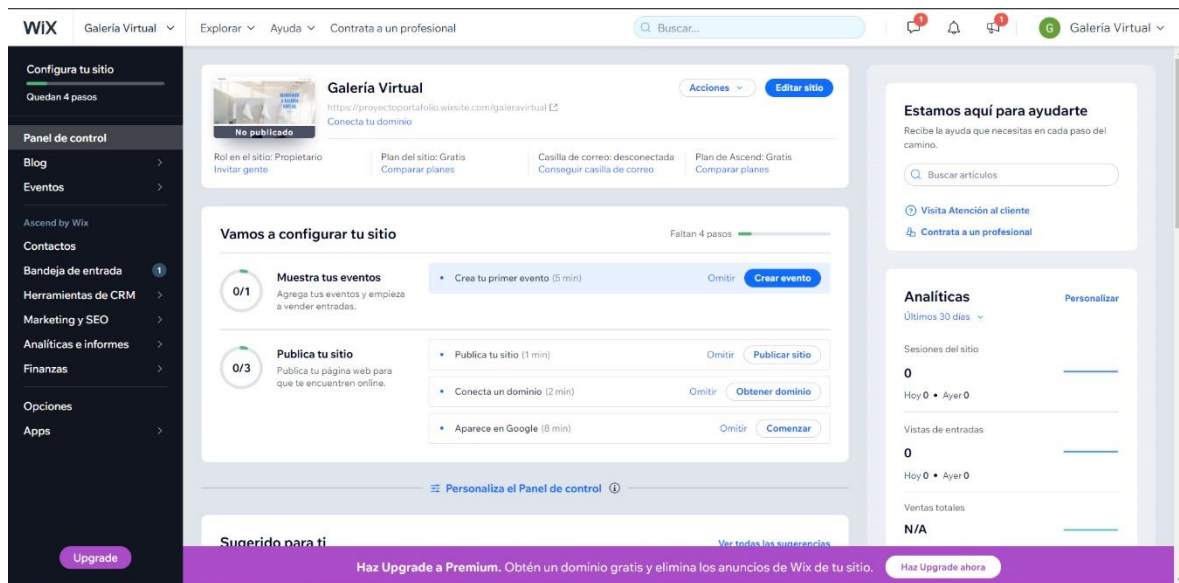 WiX
Galería Virtual
Explorar
Ayuda
Contrata a un profesional
Buscar...
1
1
G
Galería Virtual
Configura tu sitio
Quedan 4 pasos
Panel de control
Blog
Eventos
Ascend by Wix
Contactos
Bandeja de entrada 1
Herramientas de CRM
Marketing y SEO
Analíticas e informes
Finanzas
Opciones
Apps
Upgrade
No publicado
Galería Virtual
https://proyectoportafolio.wixsite.com/galeravirtual
Conecta tu dominio
Acciones
Editar sitio
Rol en el sitio: Propietario
Invitar gente
Plan del sitio: Gratis
Comparar planes
Casilla de correo: desconectada
Conseguir casilla de correo
Plan de Ascend: Gratis
Comparar planes
Vamos a configurar tu sitio
Faltan 4 pasos
0/1
Muestra tus eventos
Agrega tus eventos y empieza
a vender entradas.
• Crea tu primer evento (5 min)
Omitir
Crear evento
0/3
Publica tu sitio
Publica tu página web para
que te encuentren online.
• Publica tu sitio (1 min)
Omitir
Publicar sitio
• Conecta un dominio (2 min)
Omitir
Obtener dominio
• Aparece en Google (8 min)
Omitir
Comenzar
Personaliza el Panel de control
Sugerido para ti
Ver todas las sugerencias
Estamos aquí para ayudarte
Recibe la ayuda que necesitas en cada paso del
camino.
Buscar artículos
Visita Atención al cliente
Contrata a un profesional
Analíticas
Personalizar
Últimos 30 días
Sesiones del sitio
0
Hoy 0 • Ayer 0
Vistas de entradas
0
Hoy 0 • Ayer 0
Ventas totales
N/A
Haz Upgrade a Premium. Obtén un dominio gratis y elimina los anuncios de Wix de tu sitio.
Haz Upgrade ahora